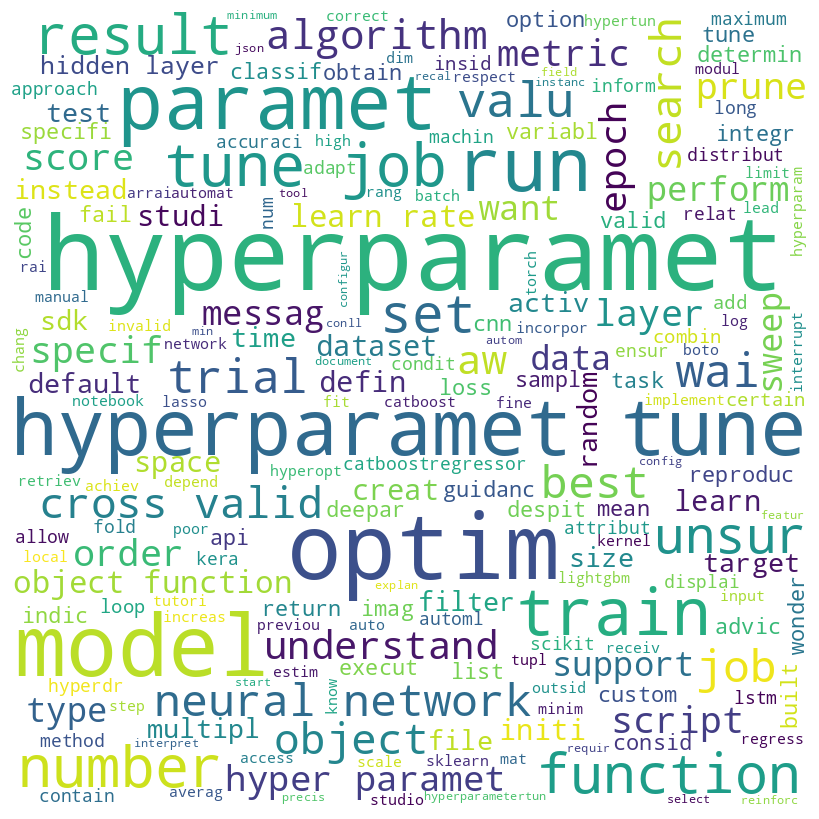 minimum correct option hypertun maximum
result algorithm metric search tune
json dim insid determin
hidden layer classif obtain recal respect field instanc modul
approach paramet valu inform prune
test specifi accuraci machin variabl epoch long integr
score tune job run high adapt rang batch distribut limit
instead arraiautomat tool want perform hyperparam
code fail studi num learn rate valid relat lead
rai hyperparamet
manual configur torch
chang sdk messag set activ layer add log sweep interrupt
invalid time min conll cnn incorpor combin boto
specif network dataset document autom aw data ensur wai
default trial defin loss condit sampl random task
notebook lasso fit catboost fine implement certain
hyperparamet tune
retriev space hyperopt catboostregressor config reproduc
achiev depend creat guidanc best
cross valid deepar despit mean learn featur
allow fold poor api optim attribut kernel unsur
local order kera size target
object function explan lightgbm displai input wonder
indic loop tutori return imag filter
model increas previou auto automl train advic
understand estim know scikit receiv
hyperdr execut list tupl support job built
type step start neural network outsid custom lstm
method multipl minim script regress
interpret object file initi consid
number access scale sklearn mat requir function
contain averag hyper paramet
precis studio hyperparametertun select reinforc